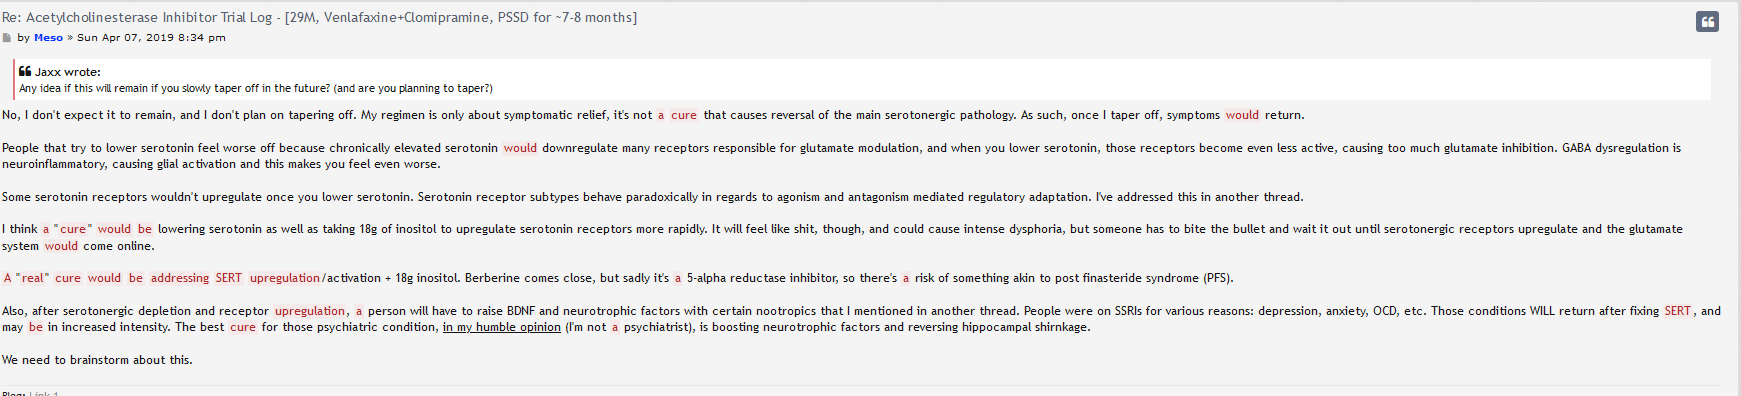 Re: Acetylcholinesterase Inhibitor Trial Log - [29M, Venlafaxine+Clomipramine, PSSD for ~7-8 months]
by Meso » Sun Apr 07, 2019 8:34 pm
Jaxx wrote:
Any idea if this will remain if you slowly taper off in the future? (and are you planning to taper?)
No, I don't expect it to remain, and I don't plan on tapering off. My regimen is only about symptomatic relief, it's not a cure that causes reversal of the main serotonergic pathology. As such, once I taper off, symptoms would return.
People that try to lower serotonin feel worse off because chronically elevated serotonin would downregulate many receptors responsible for glutamate modulation, and when you lower serotonin, those receptors become even less active, causing too much glutamate inhibition. GABA dysregulation is
neuroinflammatory, causing glial activation and this makes you feel even worse.
Some serotonin receptors wouldn't upregulate once you lower serotonin. Serotonin receptor subtypes behave paradoxically in regards to agonism and antagonism mediated regulatory adaptation. I've addressed this in another thread.
I think a "cure" would be lowering serotonin as well as taking 18g of inositol to upregulate serotonin receptors more rapidly. It will feel like shit, though, and could cause intense dysphoria, but someone has to bite the bullet and wait it out until serotonergic receptors upregulate and the glutamate
system would come online.
A "real" cure would be addressing SERT upregulation/activation + 18g inositol. Berberine comes close, but sadly it's a 5-alpha reductase inhibitor, so there's a risk of something akin to post finasteride syndrome (PFS).
Also, after serotonergic depletion and receptor upregulation, a person will have to raise BDNF and neurotrophic factors with certain nootropics that I mentioned in another thread. People were on SSRIs for various reasons: depression, anxiety, OCD, etc. Those conditions WILL return after fixing SERT, and
may be in increased intensity. The best cure for those psychiatric condition, in my humble opinion (I'm not a psychiatrist), is boosting neurotrophic factors and reversing hippocampal shirnkage.
We need to brainstorm about this.
Blog: Link 1